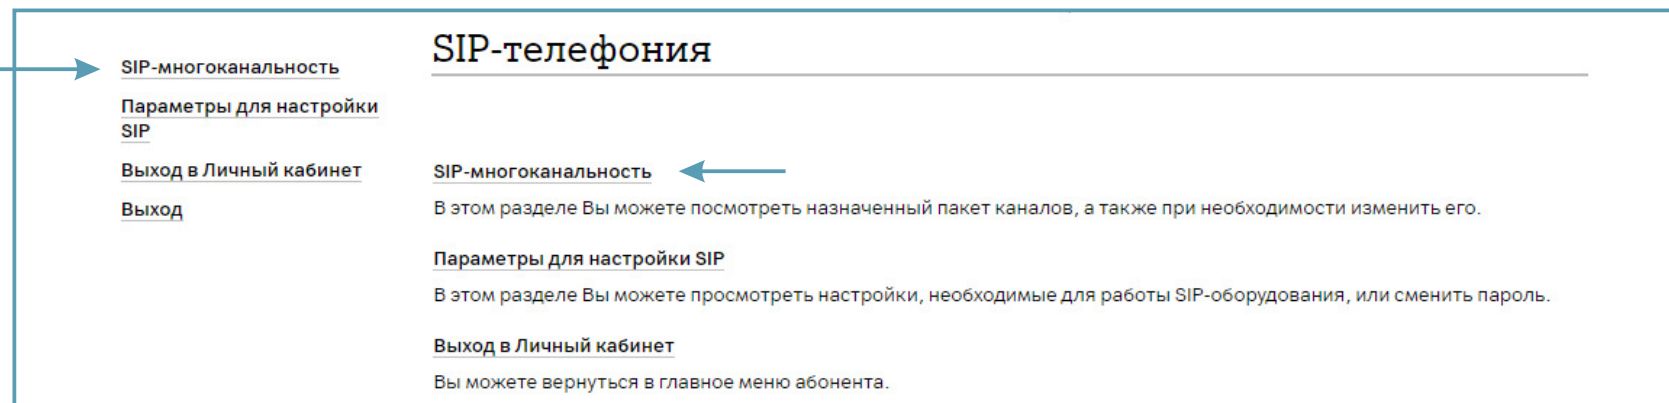 SIP-многоканальность
Параметры для настройки
SIP
Выход в Личный кабинет
Выход
SIP-телефония
SIP-многоканальность
В этом разделе Вы можете посмотреть назначенный пакет каналов, а также при необходимости изменить его.
Параметры для настройки SIP
В этом разделе Вы можете просмотреть настройки, необходимые для работы SIP-оборудования, или сменить пароль.
Выход в Личный кабинет
Вы можете вернуться в главное меню абонента.